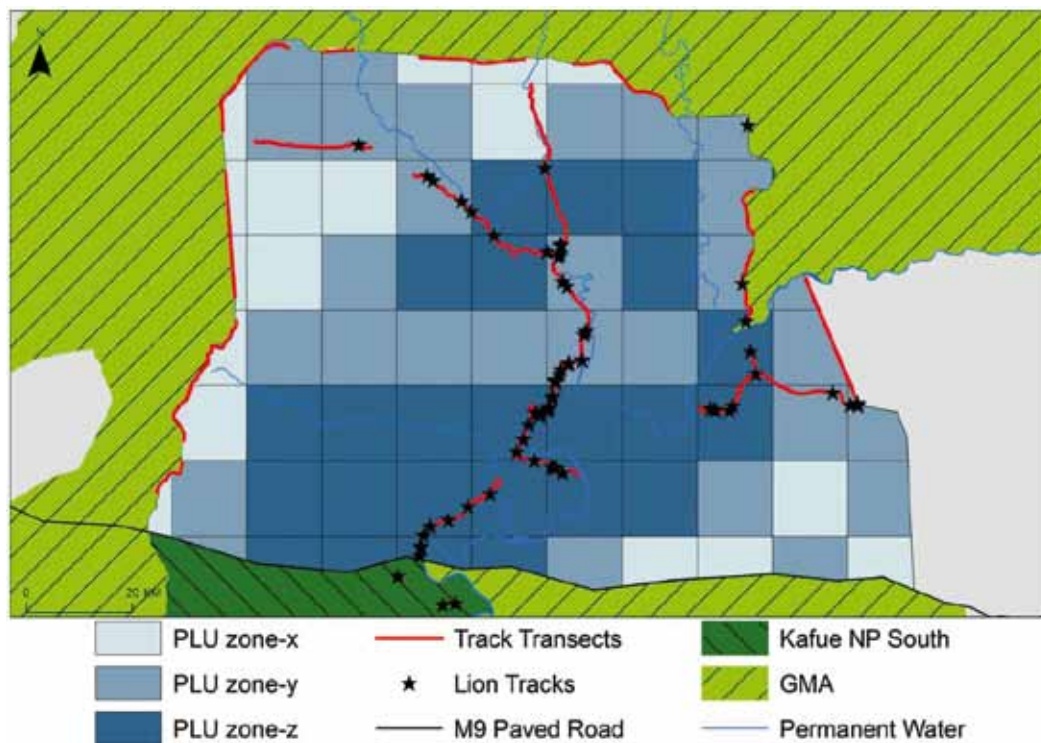 0 20 KM
PLU zone-x Track Transects Kafue NP South
PLU zone-y Lion Tracks GMA
PLU zone-z M9 Paved Road Permanent Water